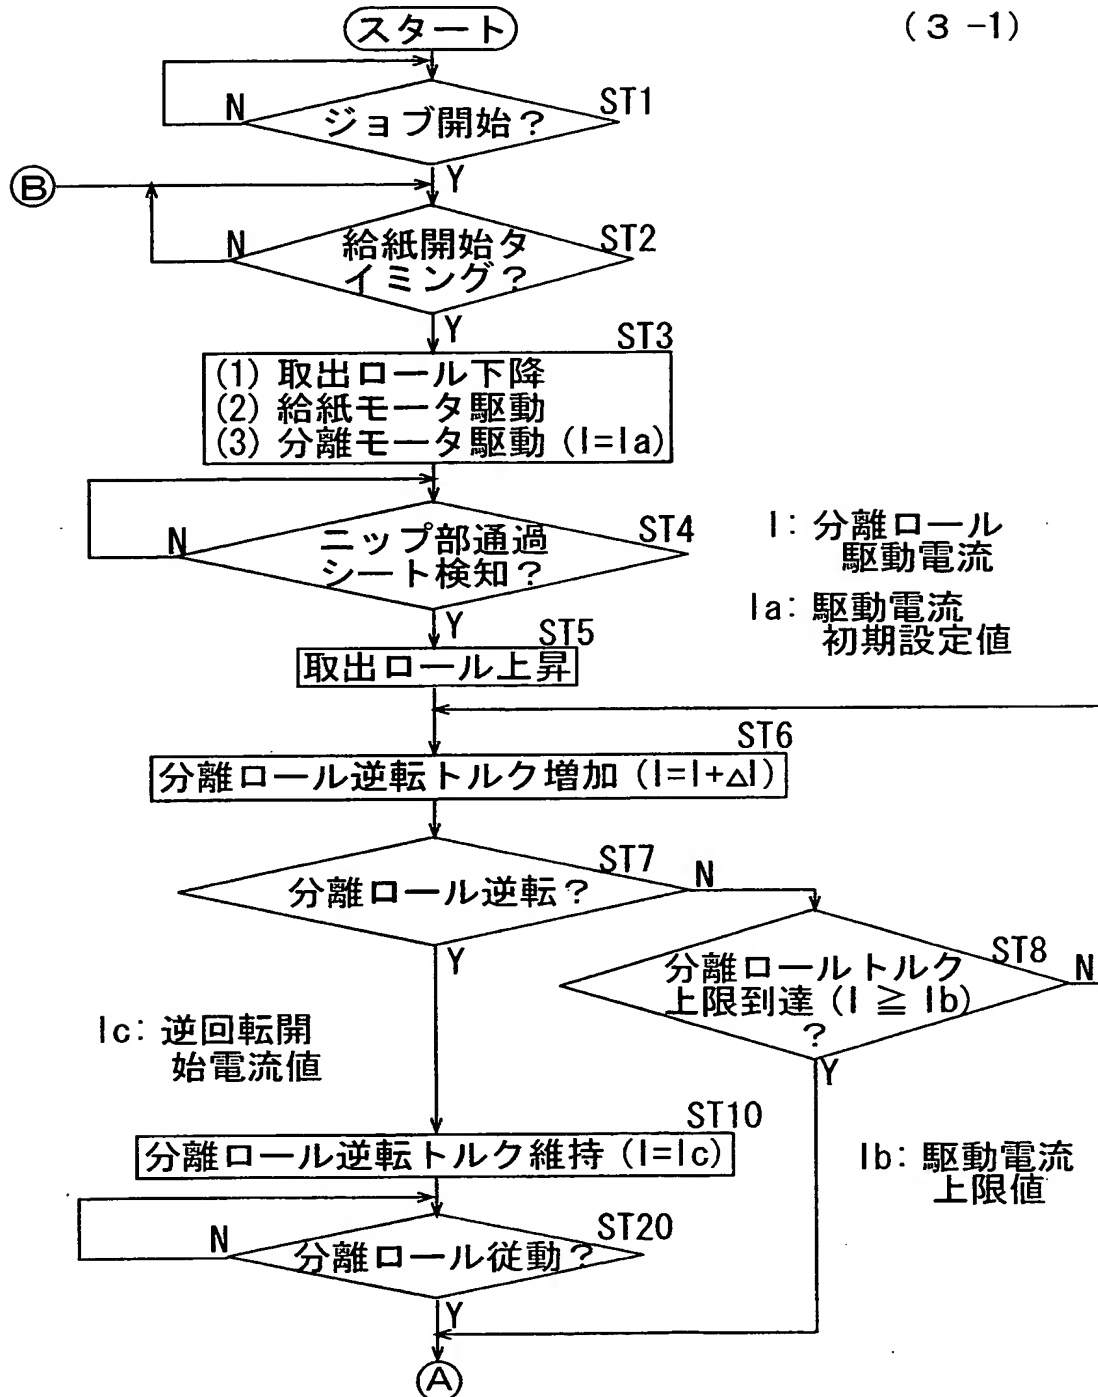 (3-1)
スタート
N
ST1
ジョブ開始?
Y
B
N
ST2
給紙開始タ
イミング?
Y
ST3
(1) 取出ロール下降
(2) 給紙モータ駆動
(3) 分離モータ駆動 (I=Ia)
N
ST4
ニップ部通過
シート検知?
Y
I: 分離ロール
駆動電流
Ia: 駆動電流
初期設定値
ST5
取出ロール上昇
ST6
分離ロール逆転トルク増加 (I=I+△I)
ST7
N
分離ロール逆転?
Y
ST8
N
分離ロールトルク
上限到達 (I ≧ Ib)
?
Y
Ic: 逆回転開
始電流値
ST10
分離ロール逆転トルク維持 (I=Ic)
Ib: 駆動電流
上限値
N
ST20
分離ロール従動?
Y
A